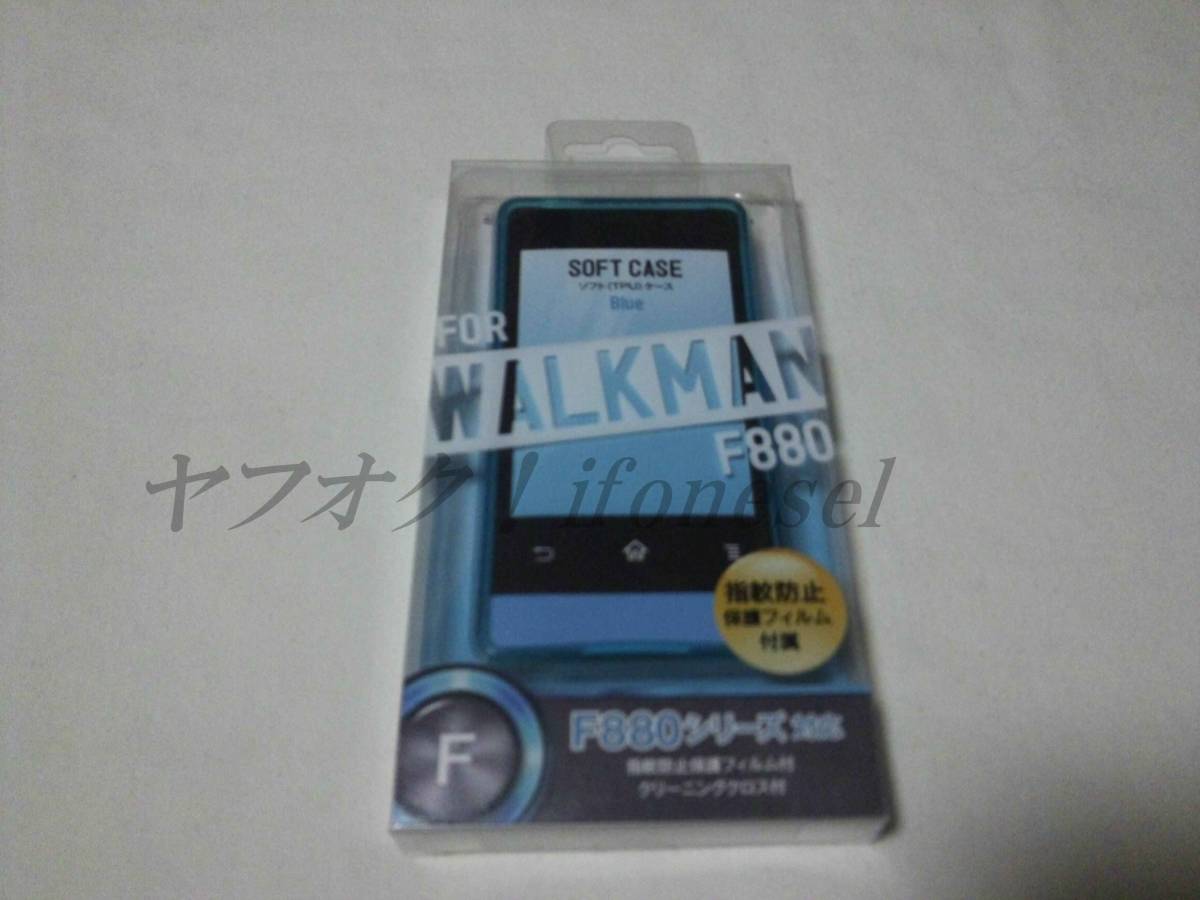 SOFT CASE
ソフト(TPU)ケース
Blue
FOR
WALKMAN
F880
ヤフオク! ifonesel
指紋防止
保護フィルム
付属
F
F880シリーズ対応
指紋防止保護フィルム付
クリーニングクロス付